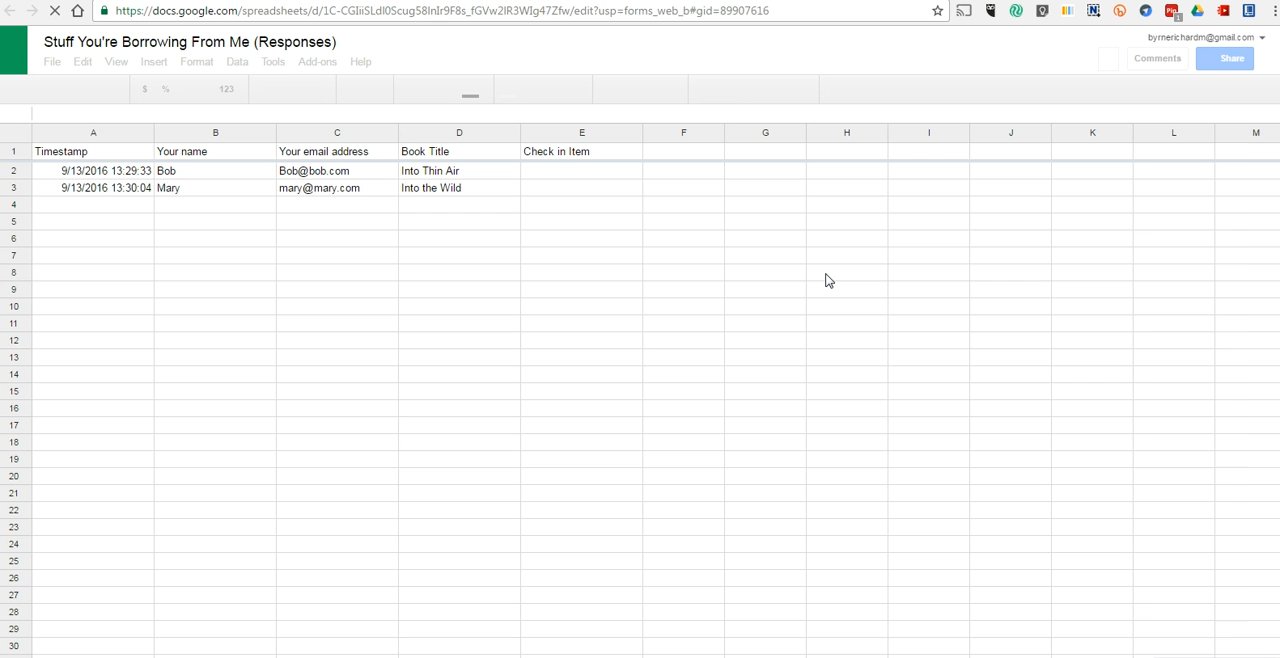 https://docs.google.com/spreadsheets/d/1C-CGIiiSLdI0Scug58InIr9F8s_fGVw2IR3WIg47Zfw/edit?usp=forms_web_b#gid=89907616
Stuff You're Borrowing From Me (Responses)
byrnerichardm@gmail.com
File Edit View Insert Format Data Tools Add-ons Help
Comments Share
$ % 123
A B C D E F G H I J K L M
1 Timestamp Your name Your email address Book Title Check in Item
2 9/13/2016 13:29:33 Bob Bob@bob.com Into Thin Air
3 9/13/2016 13:30:04 Mary mary@mary.com Into the Wild
4
5
6
7
8
9
10
11
12
13
14
15
16
17
18
19
20
21
22
23
24
25
26
27
28
29
30